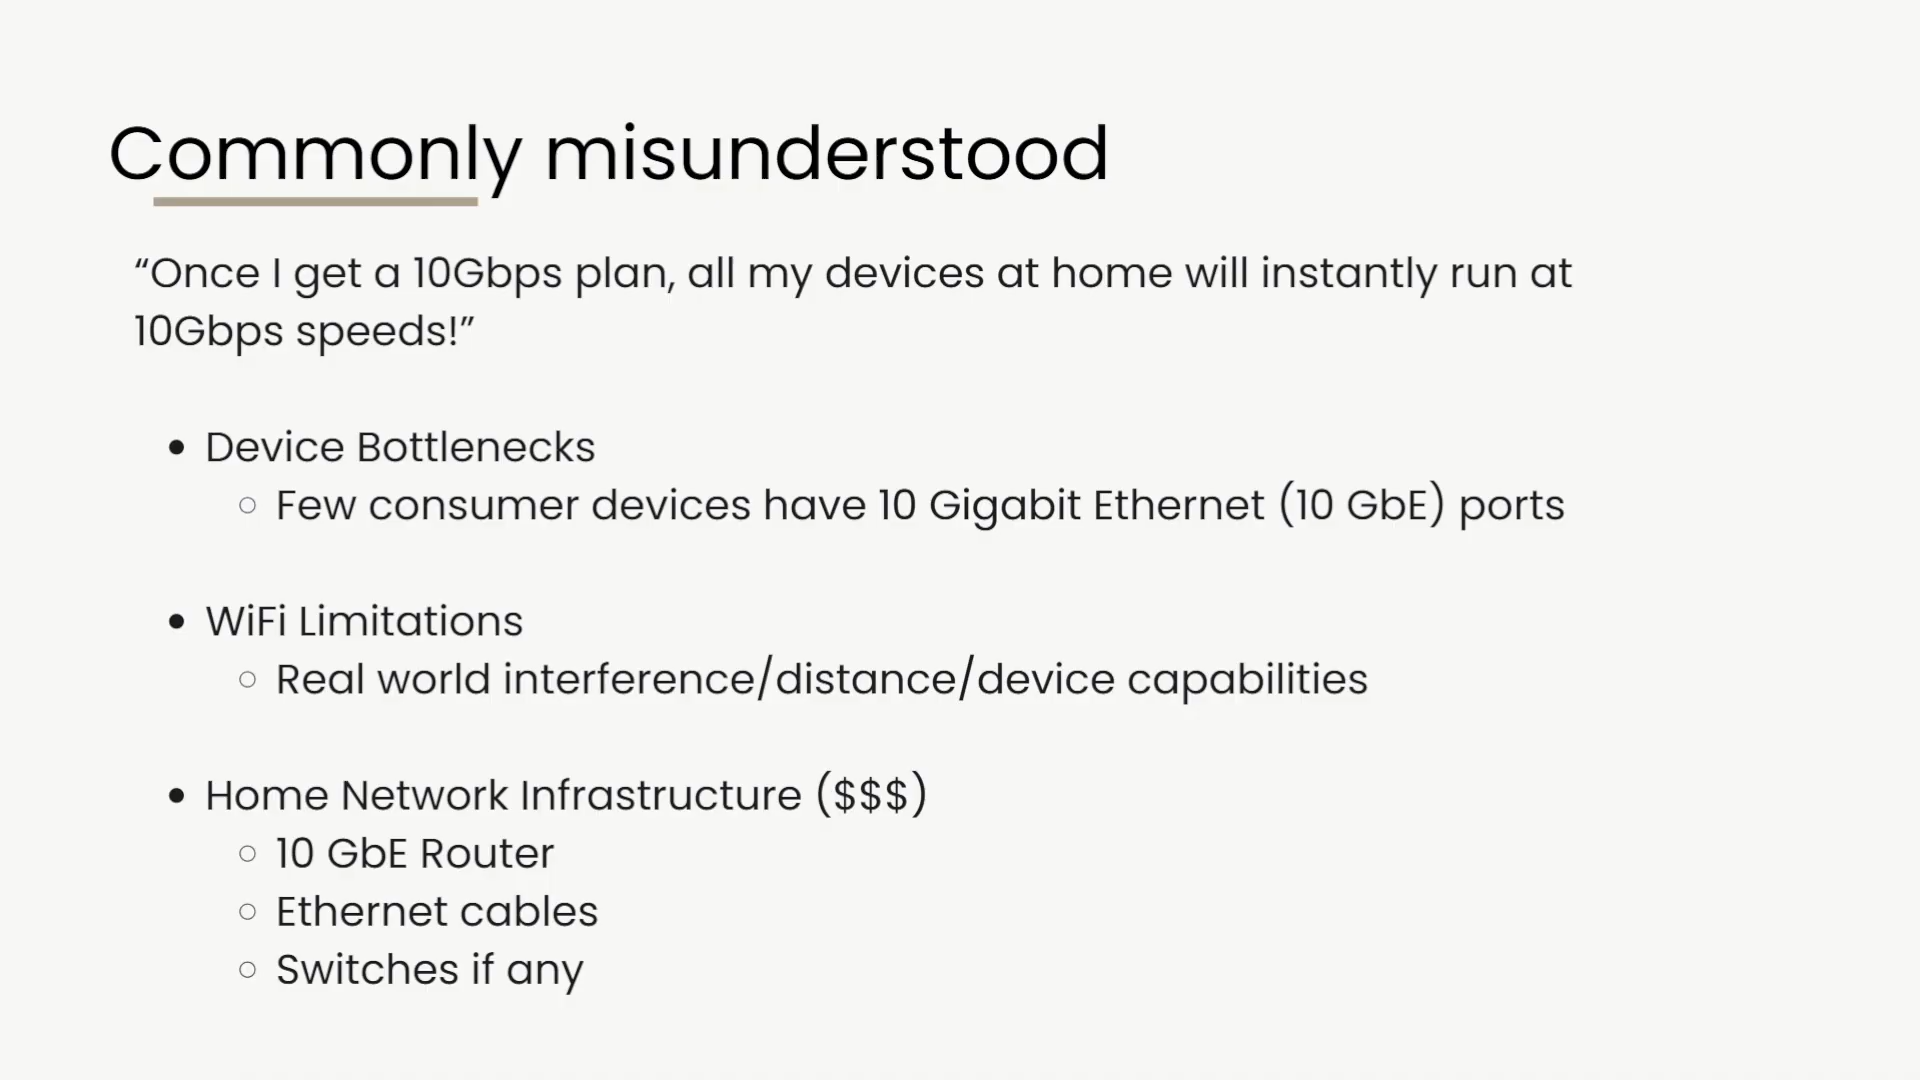 Commonly misunderstood
“Once I get a 10Gbps plan, all my devices at home will instantly run at
10Gbps speeds!”
• Device Bottlenecks
○ Few consumer devices have 10 Gigabit Ethernet (10 GbE) ports
• WiFi Limitations
○ Real world interference/distance/device capabilities
• Home Network Infrastructure ($$$)
○ 10 GbE Router
○ Ethernet cables
○ Switches if any